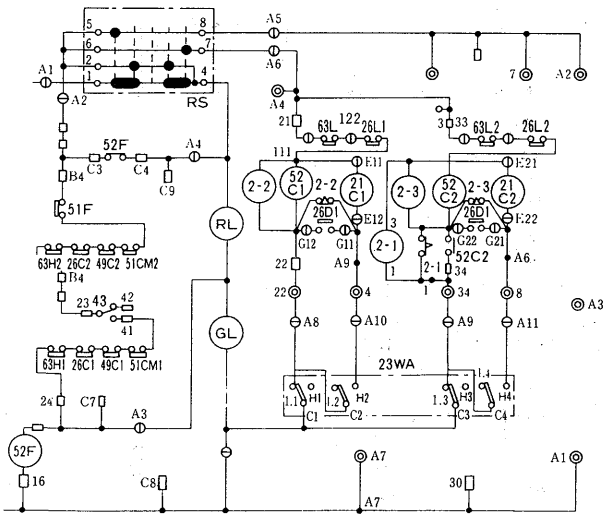 5
8
A5
6
7
A6
2
A1
1
4
RS
A2
7
A2
A4
21
63L
122
26L1
3
33
63L2
26L2
52F
A4
C3
C4
C9
B4
111
E11
E21
2-2
52
C1
2-2
21
C1
2-3
52
C2
2-3
21
C2
26D1
26D1
E12
E22
51F
RL
G12
G11
3
2-1
G22
G21
52C2
63H2
26C2
49C2
51CM2
B4
22
A9
1
2-1
34
A6
1
23
43
42
41
22
4
34
8
A3
GL
A8
A10
A9
A11
63H1
26C1
49C1
51CM1
23WA
1.1
H1
1.2
H2
1.3
H3
1.4
H4
C1
C2
C3
C4
24
C7
A3
52F
16
C8
A7
A7
30
A1